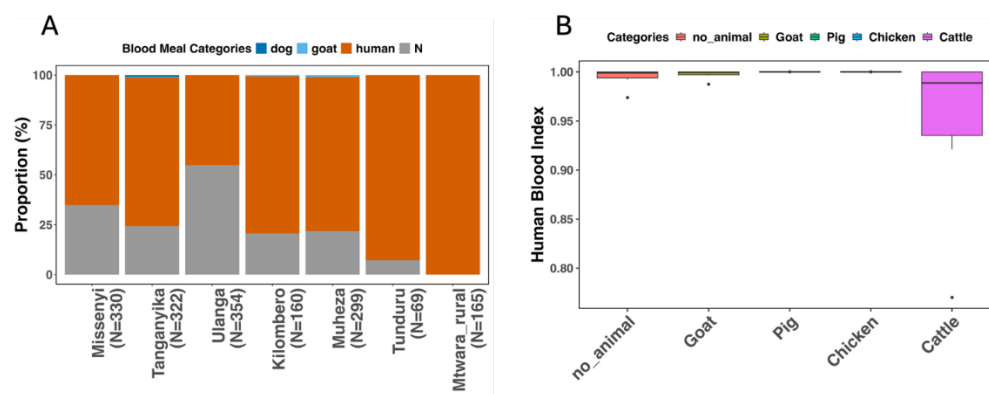 A
Blood Meal Categories dog goat human N
Proportion (%)
100
75
50
25
0
Missenyi
(N=330)
Tanganyika
(N=322)
Ulanga
(N=354)
Kilombero
(N=160)
Muheza
(N=299)
Tunduru
(N=69)
Mtwara_rural
(N=165)
B
Categories no_animal Goat Pig Chicken Cattle
Human Blood Index
1.00
0.95
0.90
0.85
0.80
no_animal
Goat
Pig
Chicken
Cattle